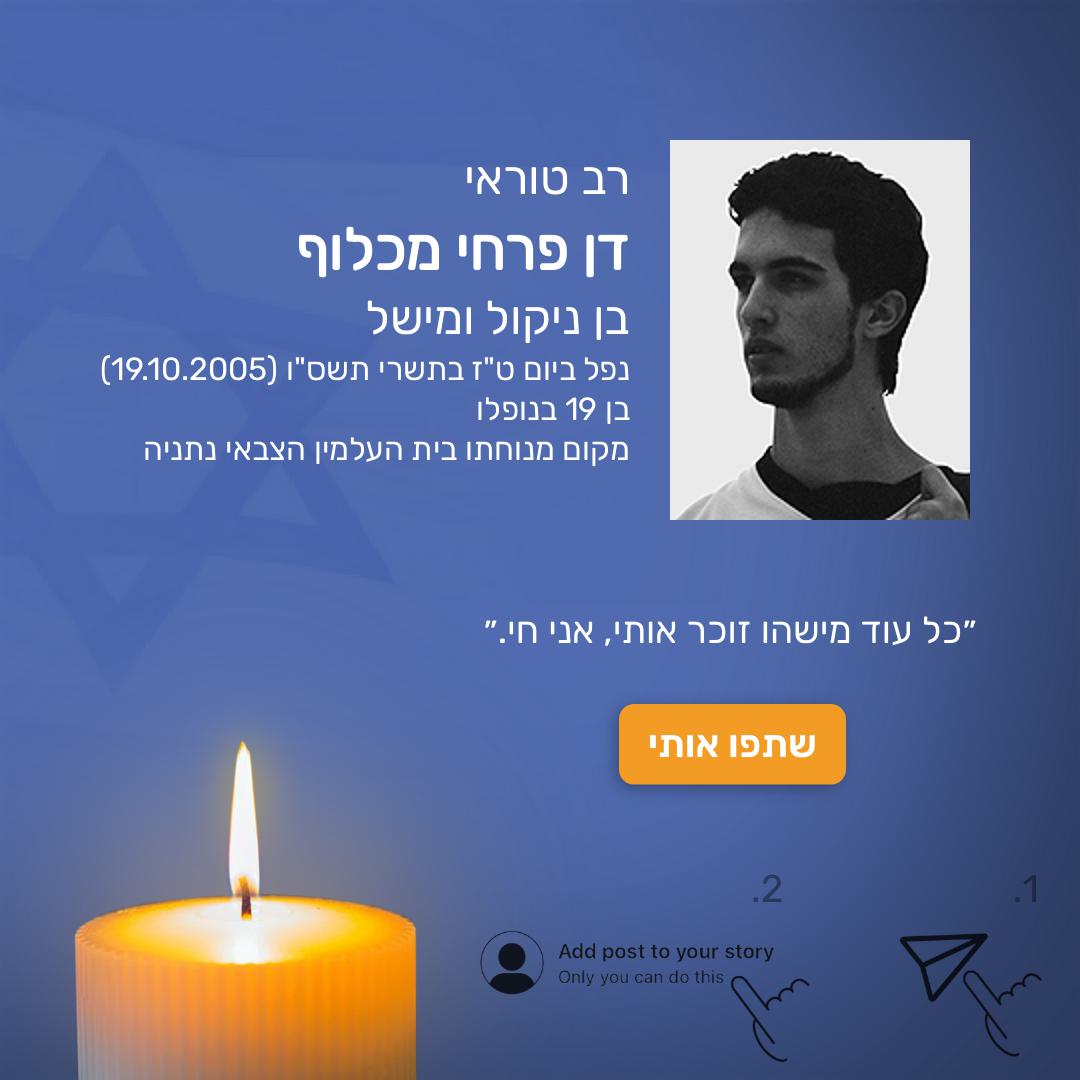 רב טוראי
דן פרחי מכלוף
בן ניקול ומישל
נפל ביום ט"ז בתשרי תשס"ו (19.10.2005)
בן 19 בנופלו
מקום מנוחתו בית העלמין הצבאי נתניה
״כל עוד מישהו זוכר אותי, אני חי.״
שתפו אותי
1.
2.
Add post to your story
Only you can do this